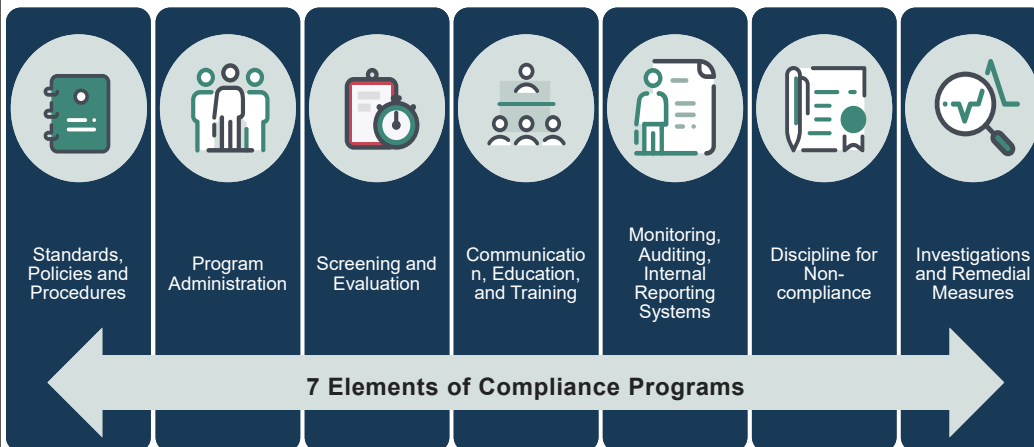 Standards,
Policies and
Procedures
Program
Administration
Screening and
Evaluation
Communicatio
n, Education,
and Training
Monitoring,
Auditing,
Internal
Reporting
Systems
Discipline for
Non-
compliance
Investigations
and Remedial
Measures
7 Elements of Compliance Programs